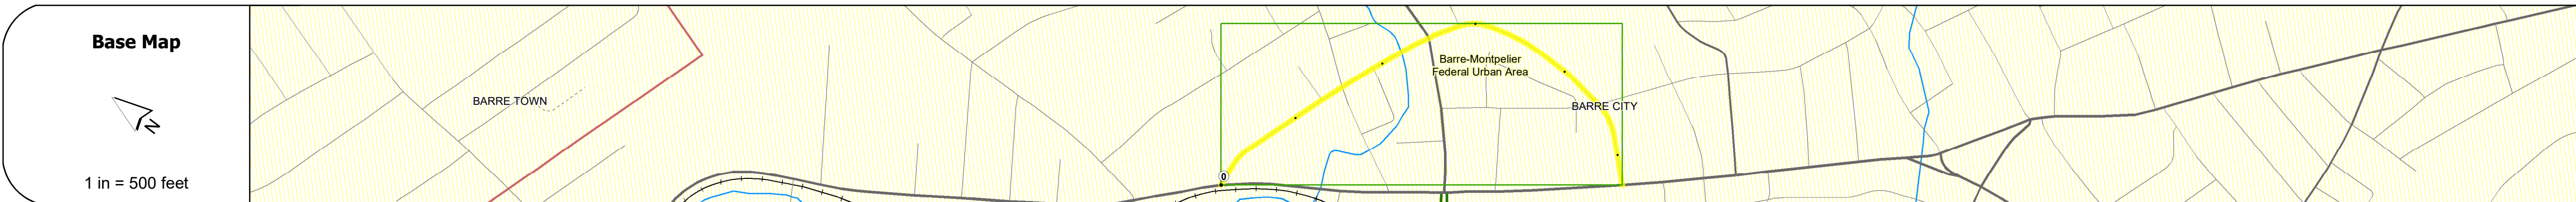 Base Map
N
1 in = 500 feet
BARRE TOWN
0
Barre-Montpelier
Federal Urban Area
BARRE CITY